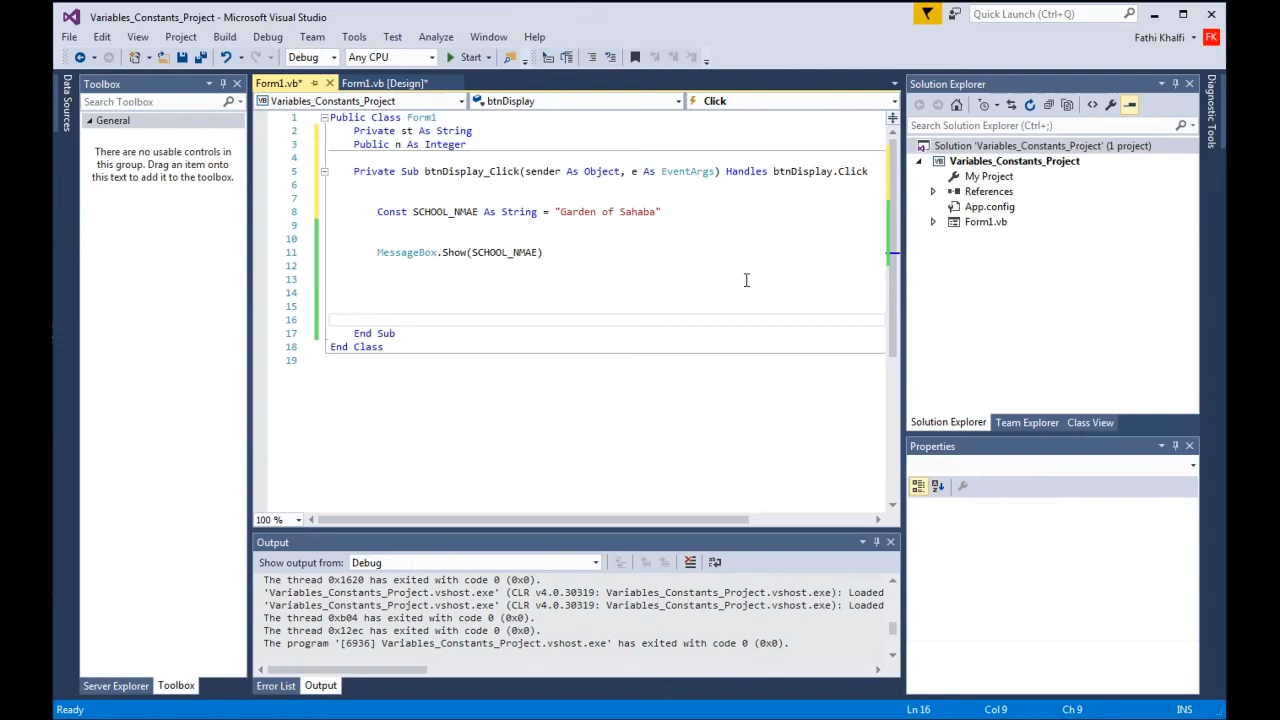 Variables_Constants_Project - Microsoft Visual Studio
Quick Launch (Ctrl+Q)
File Edit View Project Build Debug Team Tools Test Analyze Window Help
Fathi Khalfi FK
Debug Any CPU Start
Data Sources
Toolbox
Search Toolbox
General
There are no usable controls in
this group. Drag an item onto
this text to add it to the toolbox.
Server Explorer Toolbox
Form1.vb* Form1.vb [Design]*
Variables_Constants_Project btnDisplay Click
1 Public Class Form1
2 Private st As String
3 Public n As Integer
4
5 Private Sub btnDisplay_Click(sender As Object, e As EventArgs) Handles btnDisplay.Click
6
7
8 Const SCHOOL_NMAE As String = "Garden of Sahaba"
9
10
11 MessageBox.Show(SCHOOL_NMAE)
12
13
14
15
16
17 End Sub
18 End Class
19
100 %
Output
Show output from: Debug
The thread 0x1620 has exited with code 0 (0x0).
'Variables_Constants_Project.vshost.exe' (CLR v4.0.30319: Variables_Constants_Project.vshost.exe): Loaded
'Variables_Constants_Project.vshost.exe' (CLR v4.0.30319: Variables_Constants_Project.vshost.exe): Loaded
The thread 0xb04 has exited with code 0 (0x0).
The thread 0x12ec has exited with code 0 (0x0).
The program '[6936] Variables_Constants_Project.vshost.exe' has exited with code 0 (0x0).
Error List Output
Solution Explorer
Search Solution Explorer (Ctrl+;)
Solution 'Variables_Constants_Project' (1 project)
VB Variables_Constants_Project
My Project
References
App.config
Form1.vb
Solution Explorer Team Explorer Class View
Properties
Diagnostic Tools
Ready Ln 16 Col 9 Ch 9 INS